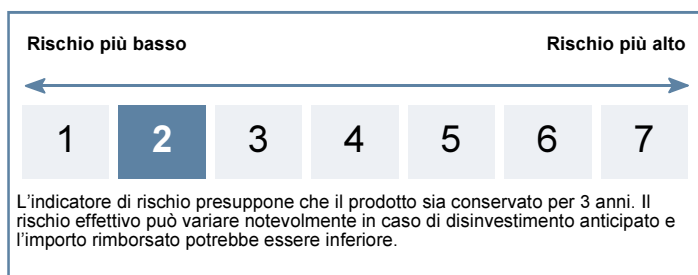 Rischio più basso Rischio più alto
1 2 3 4 5 6 7
L'indicatore di rischio presuppone che il prodotto sia conservato per 3 anni. Il
rischio effettivo può variare notevolmente in caso di disinvestimento anticipato e
l'importo rimborsato potrebbe essere inferiore.